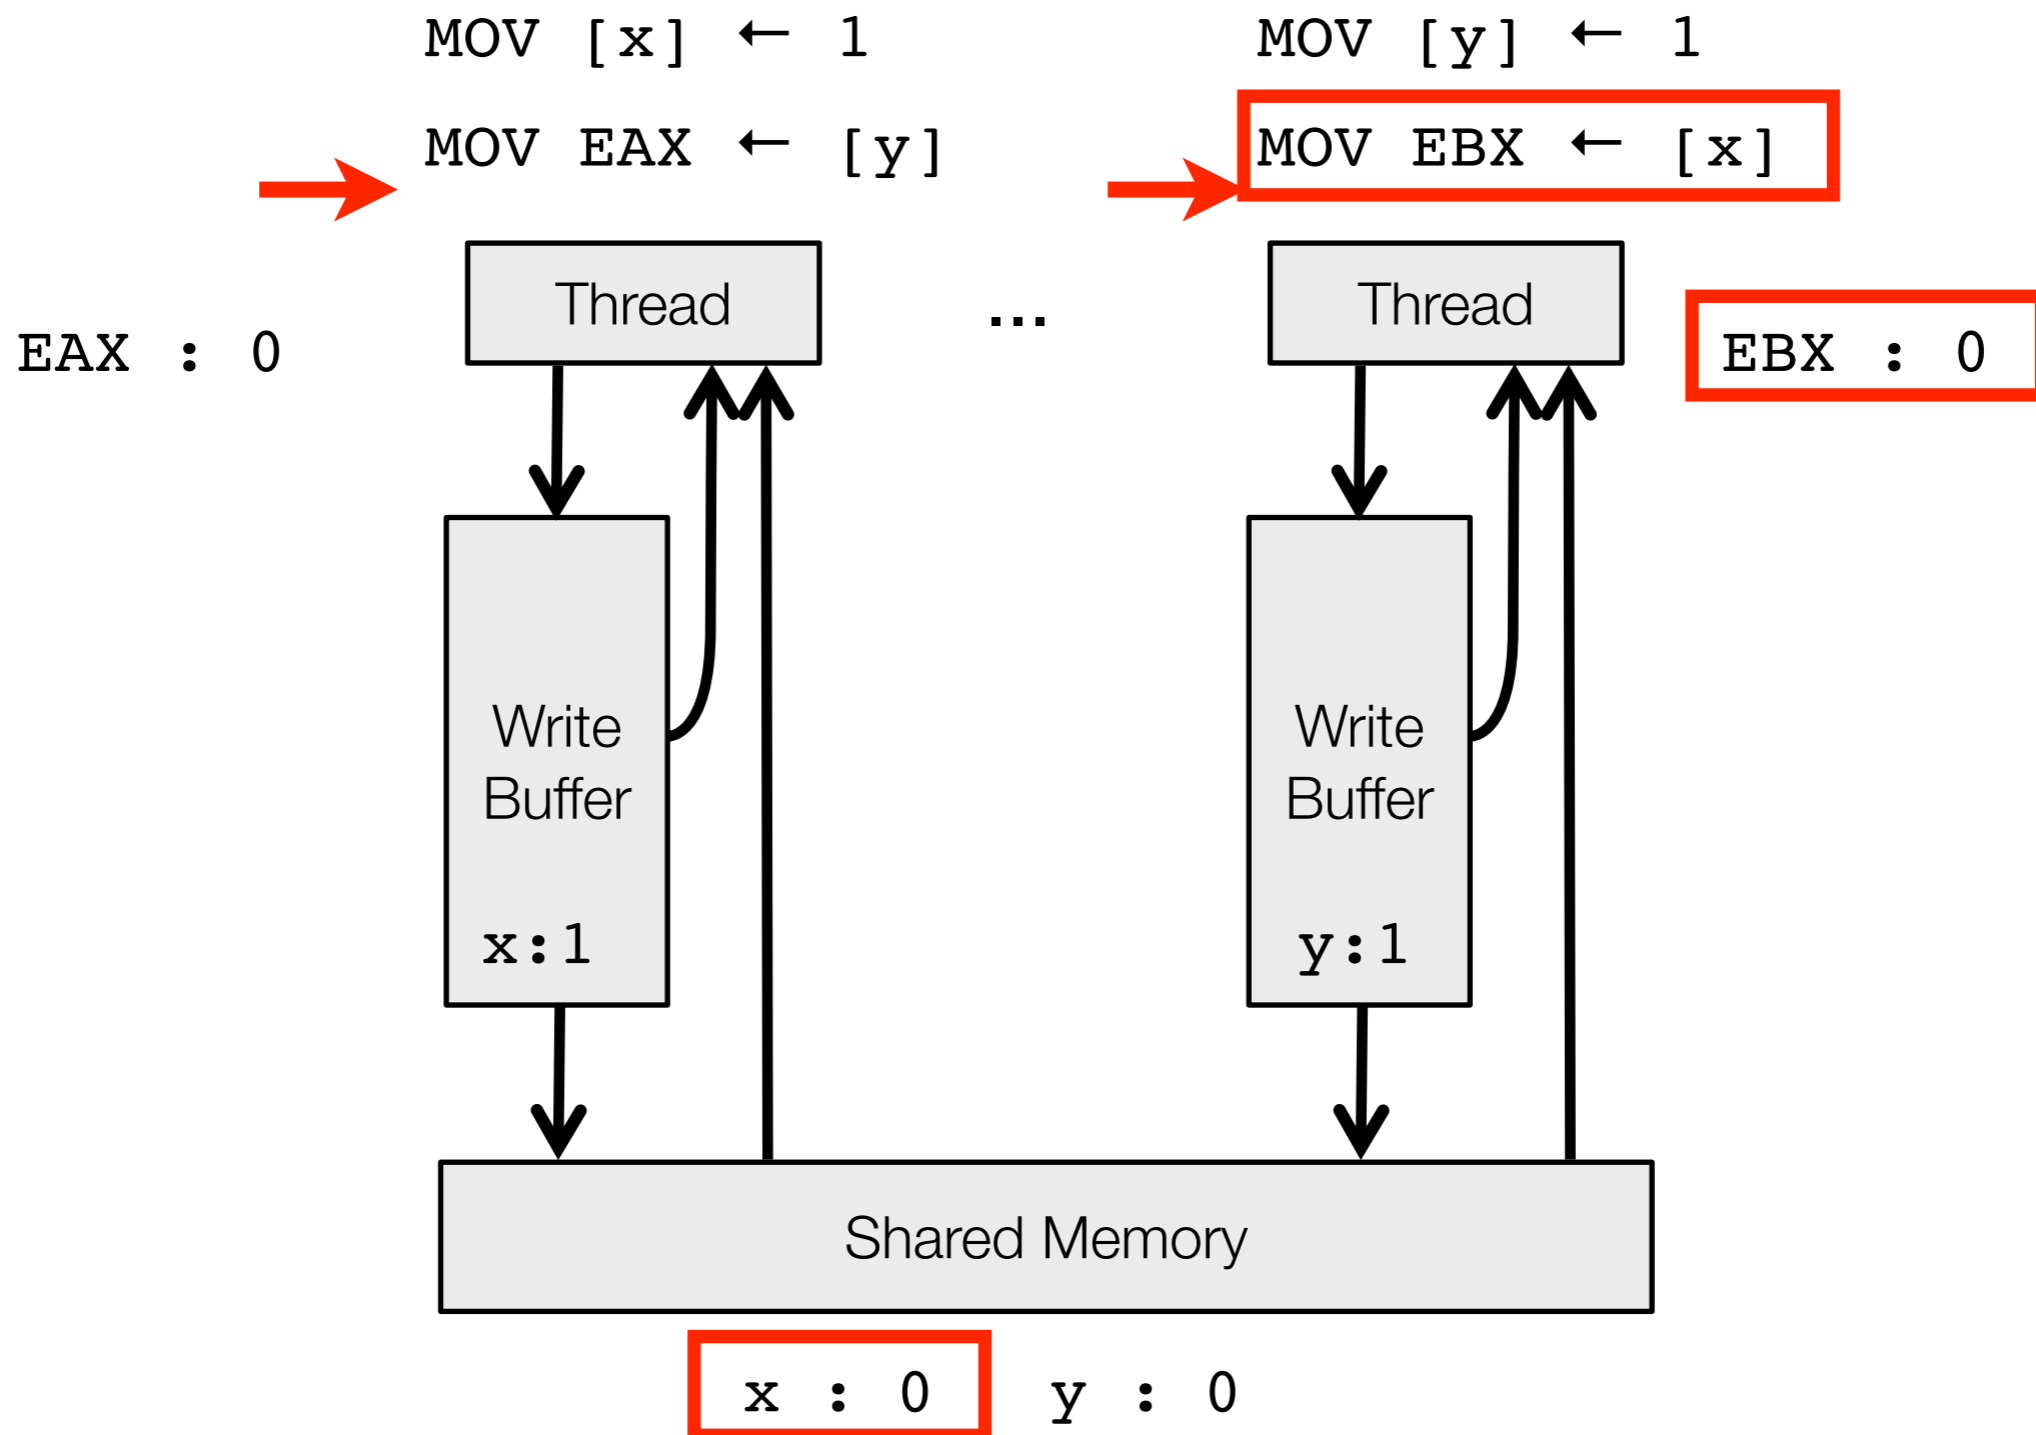 MOV [x] ← 1
MOV [y] ← 1
MOV EAX ← [y]
MOV EBX ← [x]
Thread
...
Thread
EAX : 0
EBX : 0
Write
Buffer
Write
Buffer
x:1
y:1
Shared Memory
x : 0 y : 0